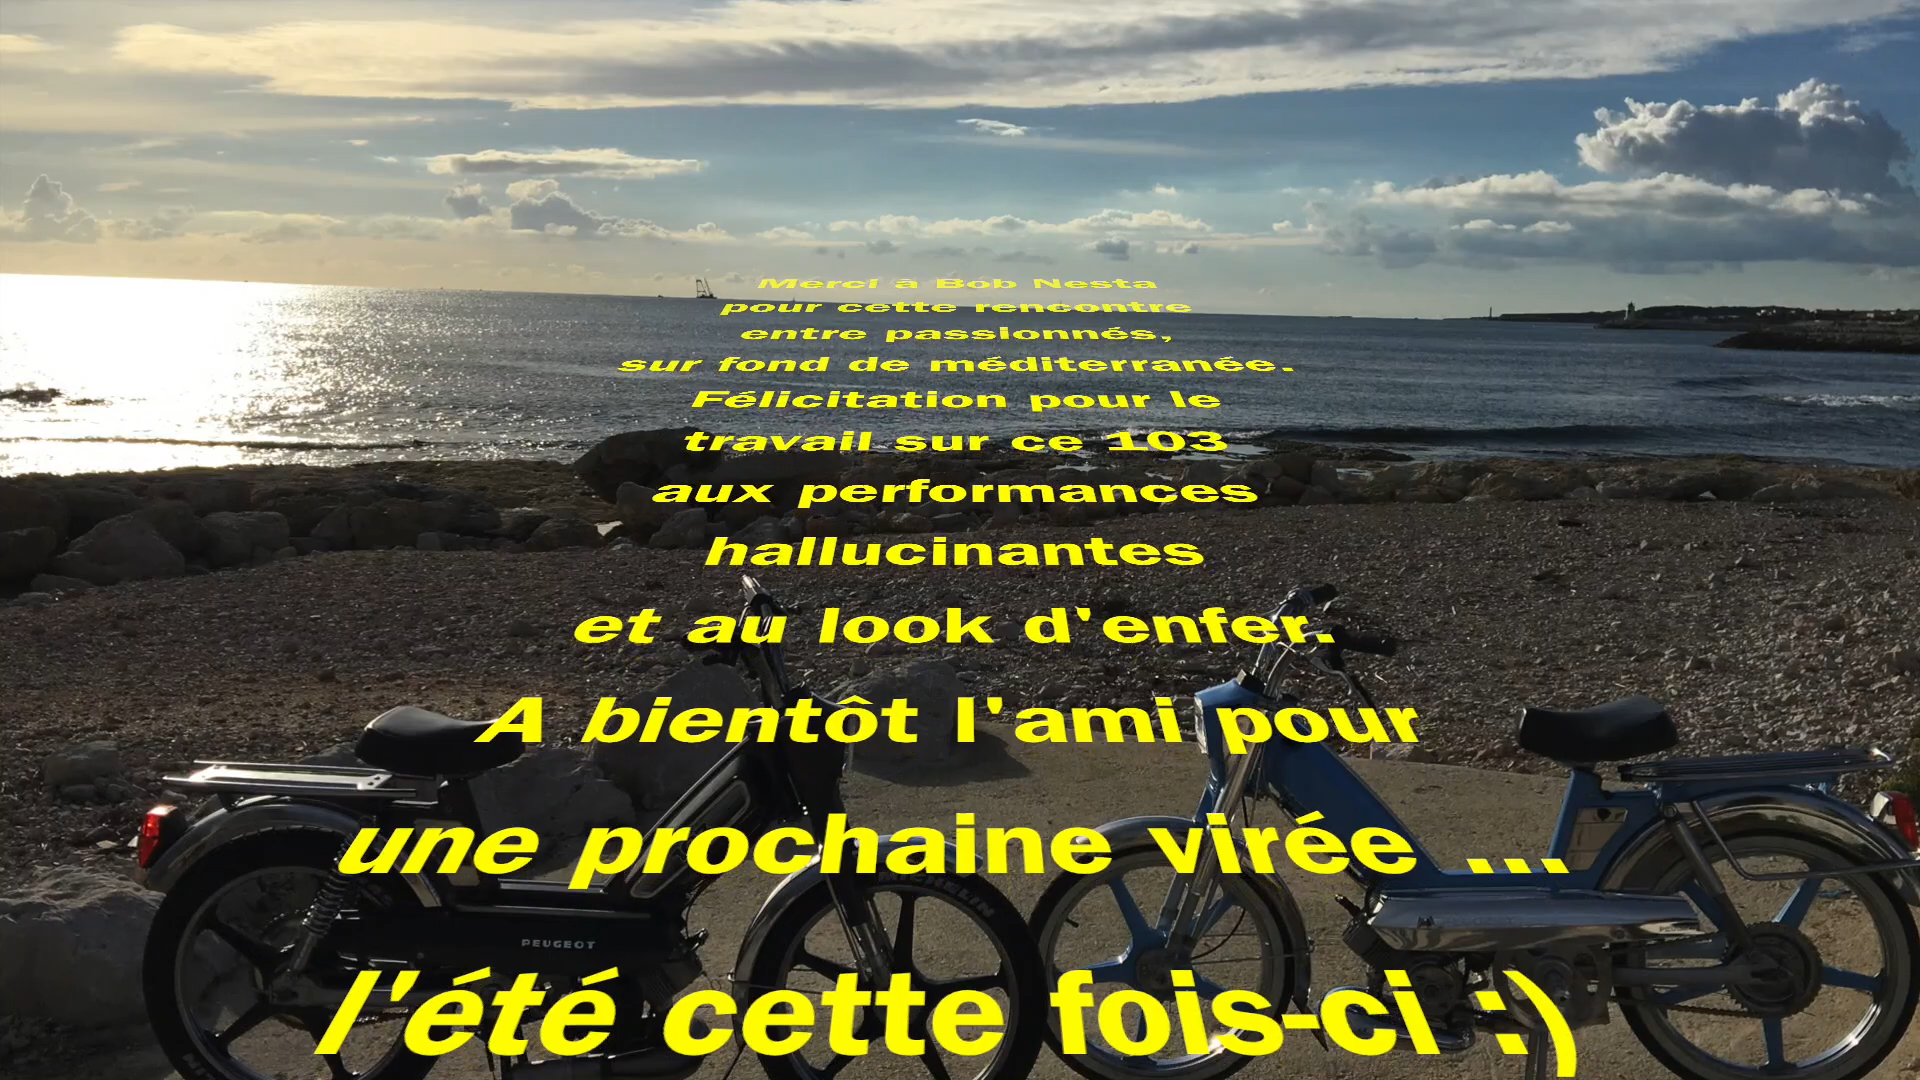 Merci à Bob Nesta
pour cette rencontre
entre passionnés,
sur fond de méditerranée.
Félicitation pour le
travail sur ce 103
aux performances
hallucinantes
et au look d'enfer.
A bientôt l'ami pour
une prochaine virée ...
l'été cette fois-ci :)
PEUGEOT